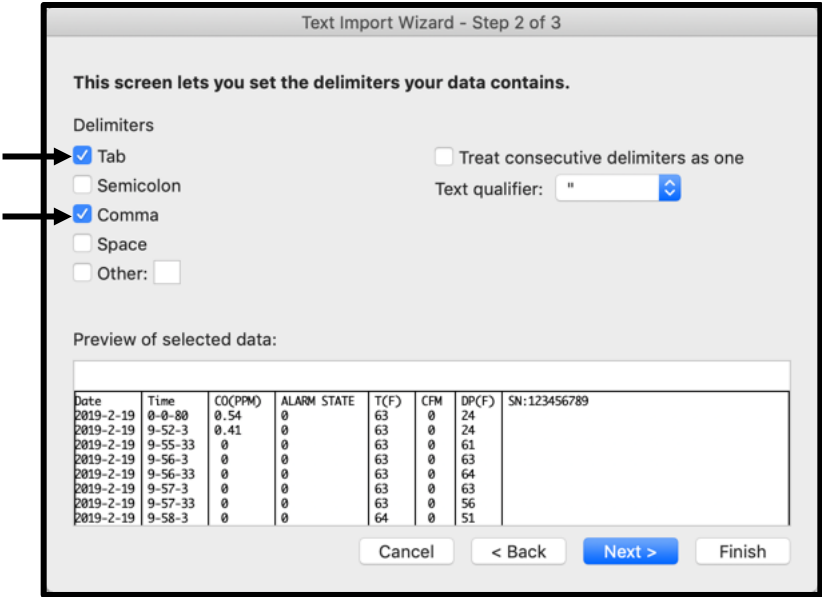 Text Import Wizard - Step 2 of 3
This screen lets you set the delimiters your data contains.
Delimiters
Tab
Treat consecutive delimiters as one
Semicolon
Text qualifier: "
Comma
Space
Other:
Preview of selected data:
Date Time CO(PPM) ALARM STATE T(F) CFM DP(F) SN:123456789
2019-2-19 0-0-80 0.54 0 63 0 24
2019-2-19 9-52-3 0.41 0 63 0 24
2019-2-19 9-55-33 0 0 63 0 61
2019-2-19 9-56-3 0 0 63 0 63
2019-2-19 9-56-33 0 0 63 0 64
2019-2-19 9-57-3 0 0 63 0 63
2019-2-19 9-57-33 0 0 63 0 56
2019-2-19 9-58-3 0 0 64 0 51
Cancel < Back Next > Finish